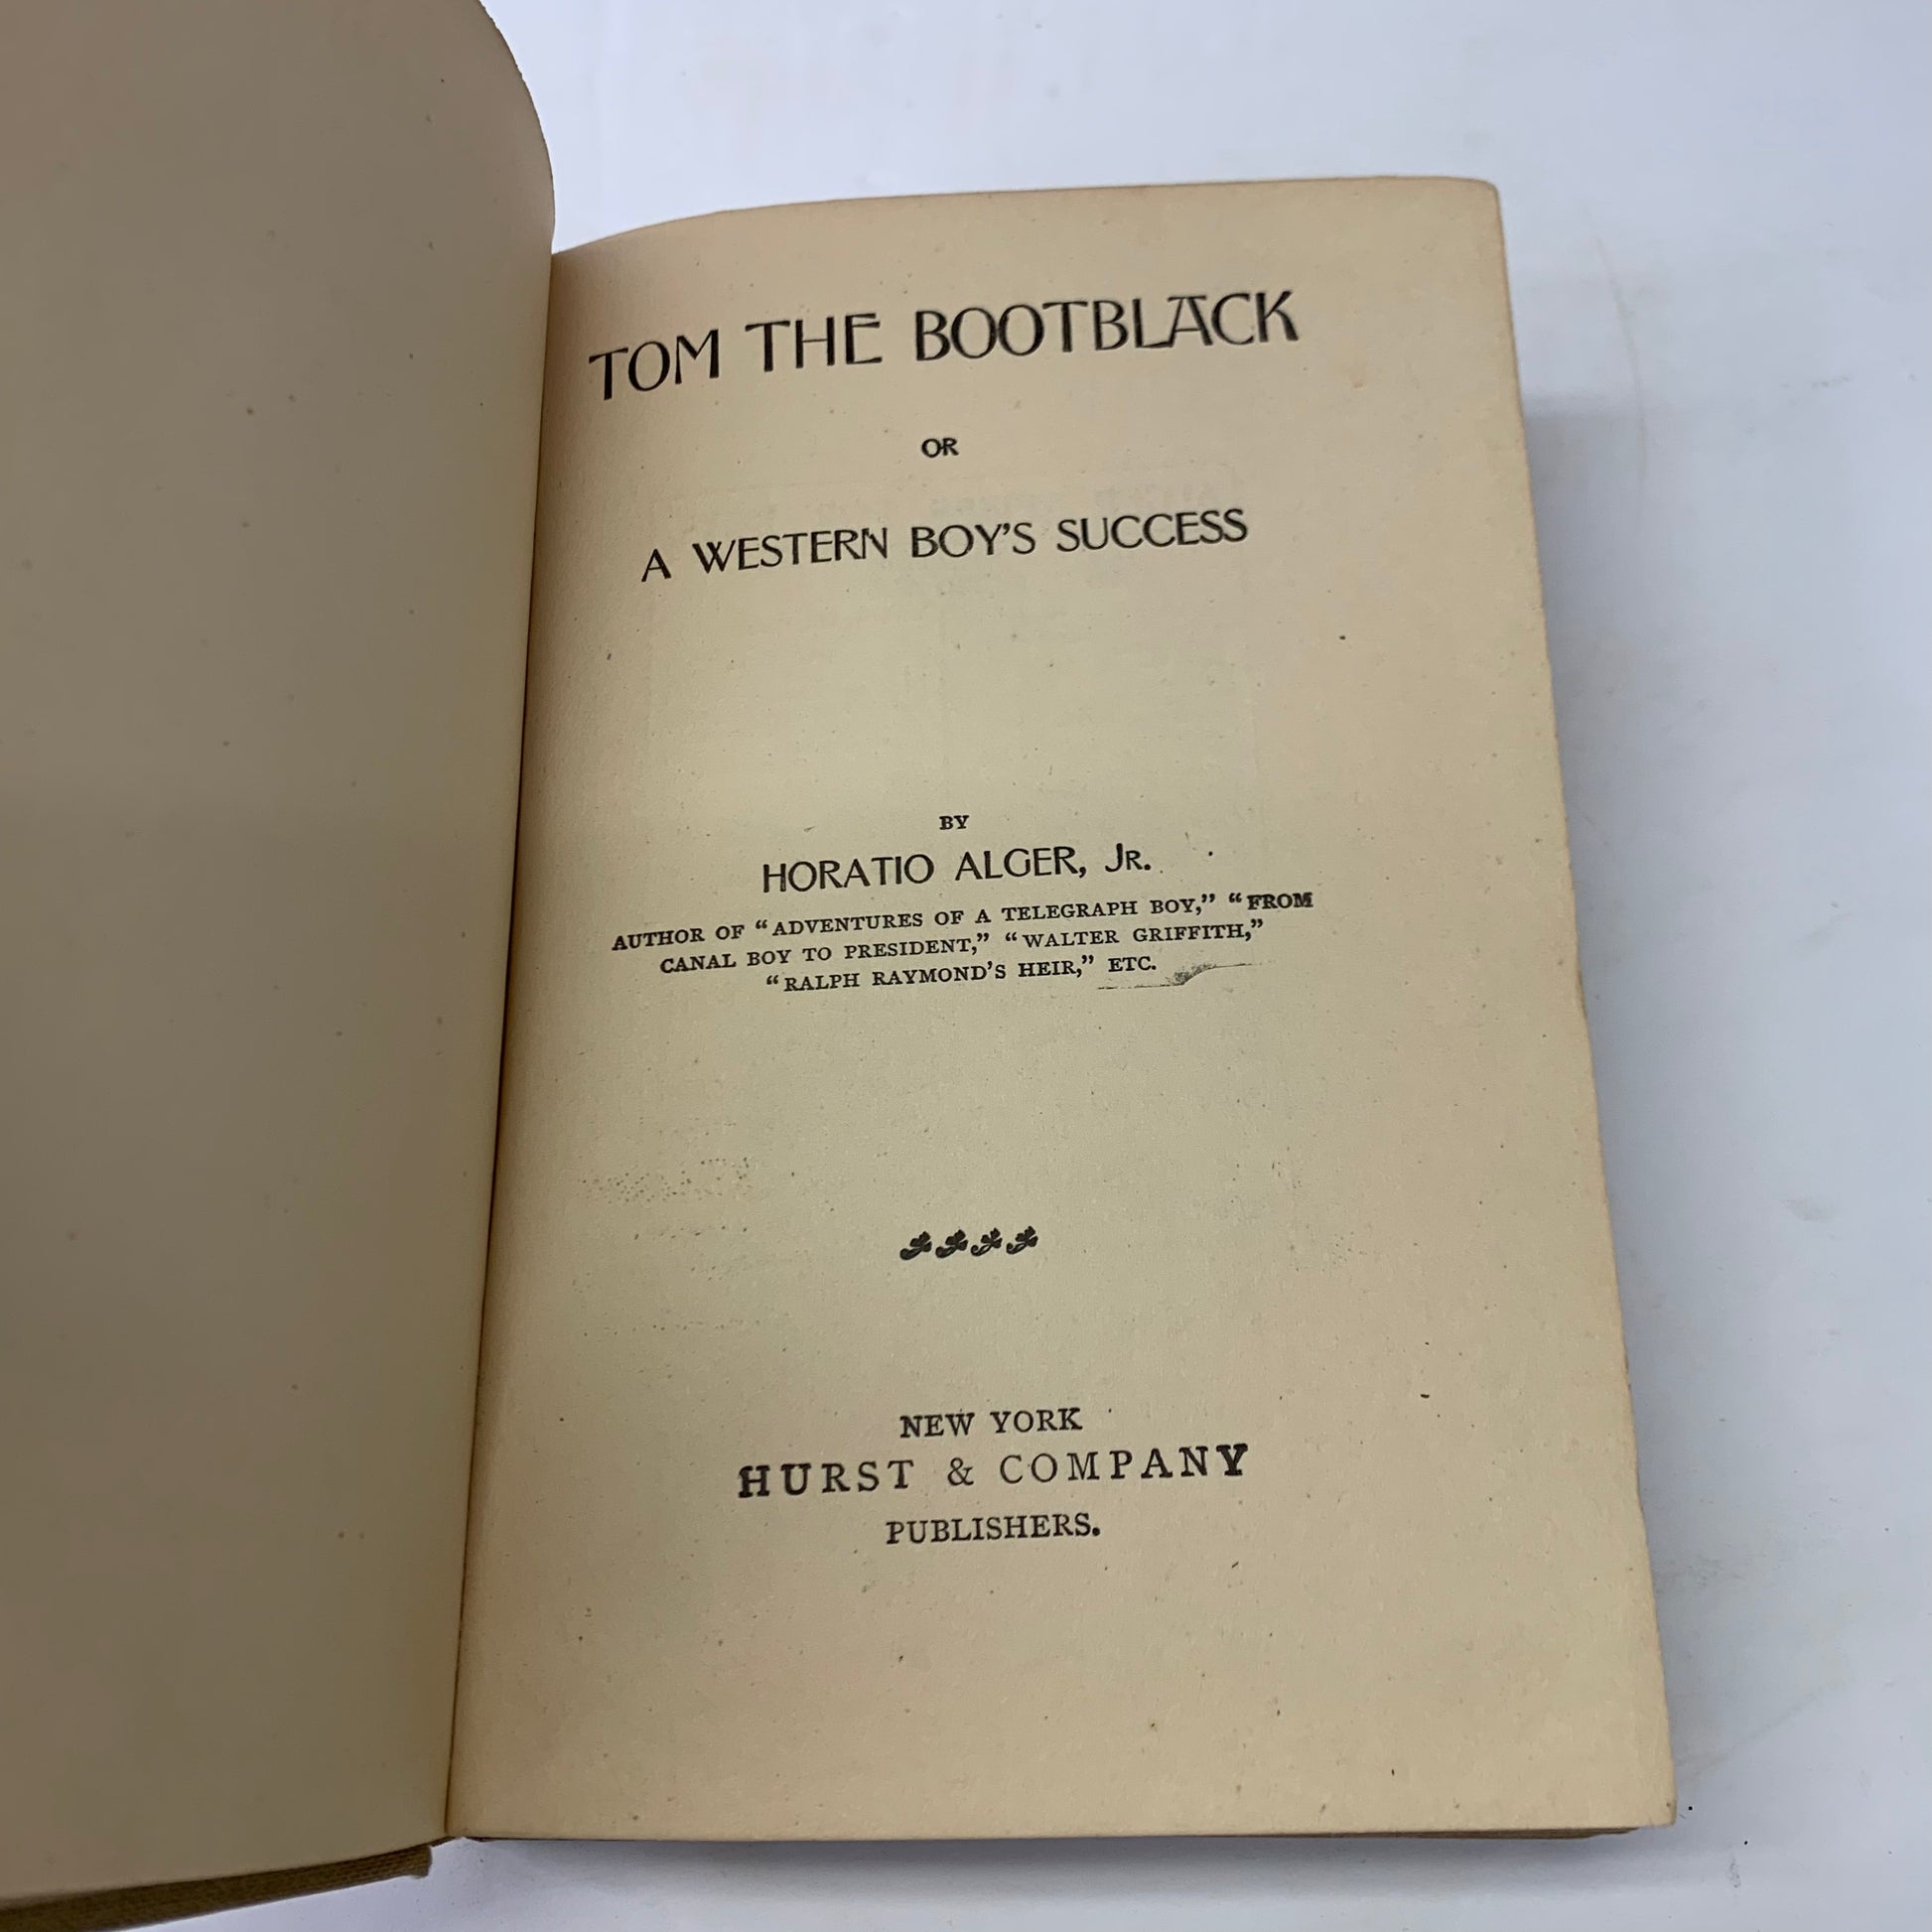 TOM THE BOOTBLACK
OR
A WESTERN BOY'S SUCCESS
BY
HORATIO ALGER, JR.
AUTHOR OF “ADVENTURES OF A TELEGRAPH BOY,” “FROM
CANAL BOY TO PRESIDENT,” “WALTER GRIFFITH,”
“RALPH RAYMOND'S HEIR,” ETC.
NEW YORK
HURST & COMPANY
PUBLISHERS.